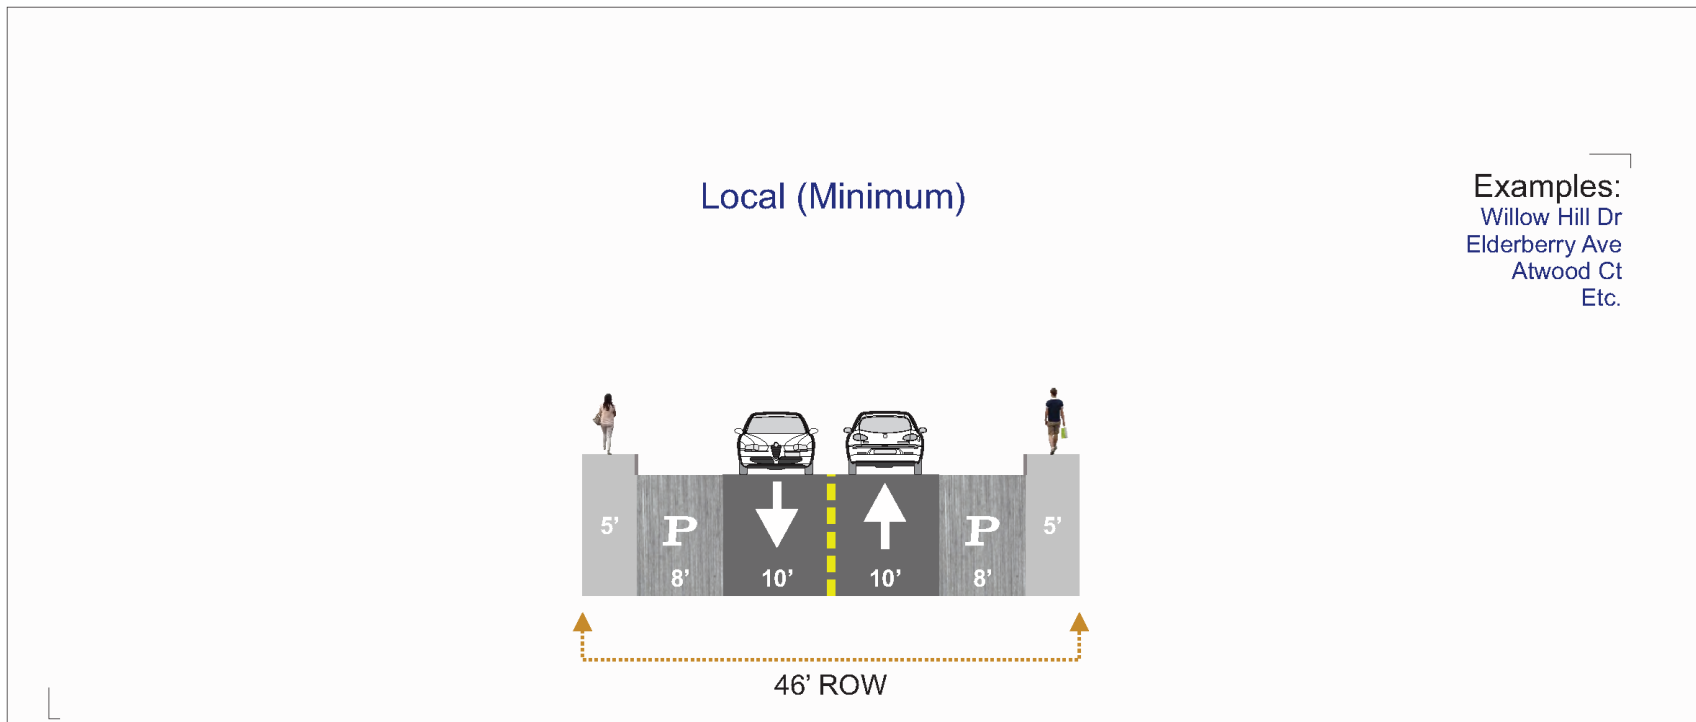 Local (Minimum)
Examples:
Willow Hill Dr
Elderberry Ave
Atwood Ct
Etc.
5’ P P 5’
8’ 10’ 10’ 8’
46’ ROW